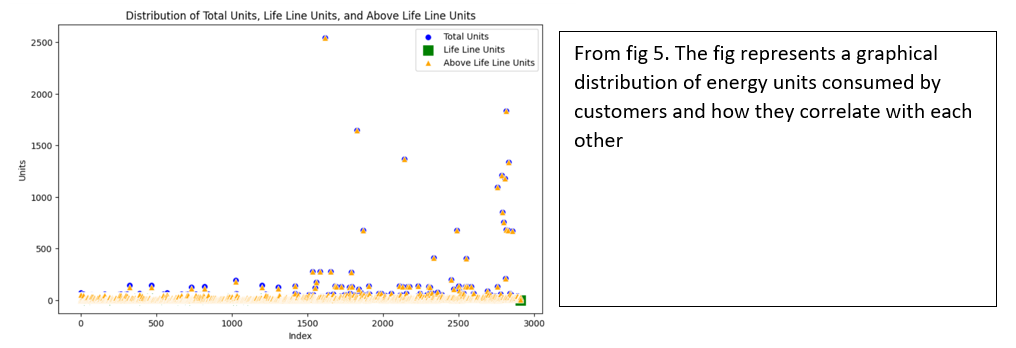 Distribution of Total Units, Life Line Units, and Above Life Line Units
Total Units
Life Line Units
Above Life Line Units
Units
2500
2000
1500
1000
500
0
0 500 1000 1500 2000 2500 3000
Index
From fig 5. The fig represents a graphical
distribution of energy units consumed by
customers and how they correlate with each
other